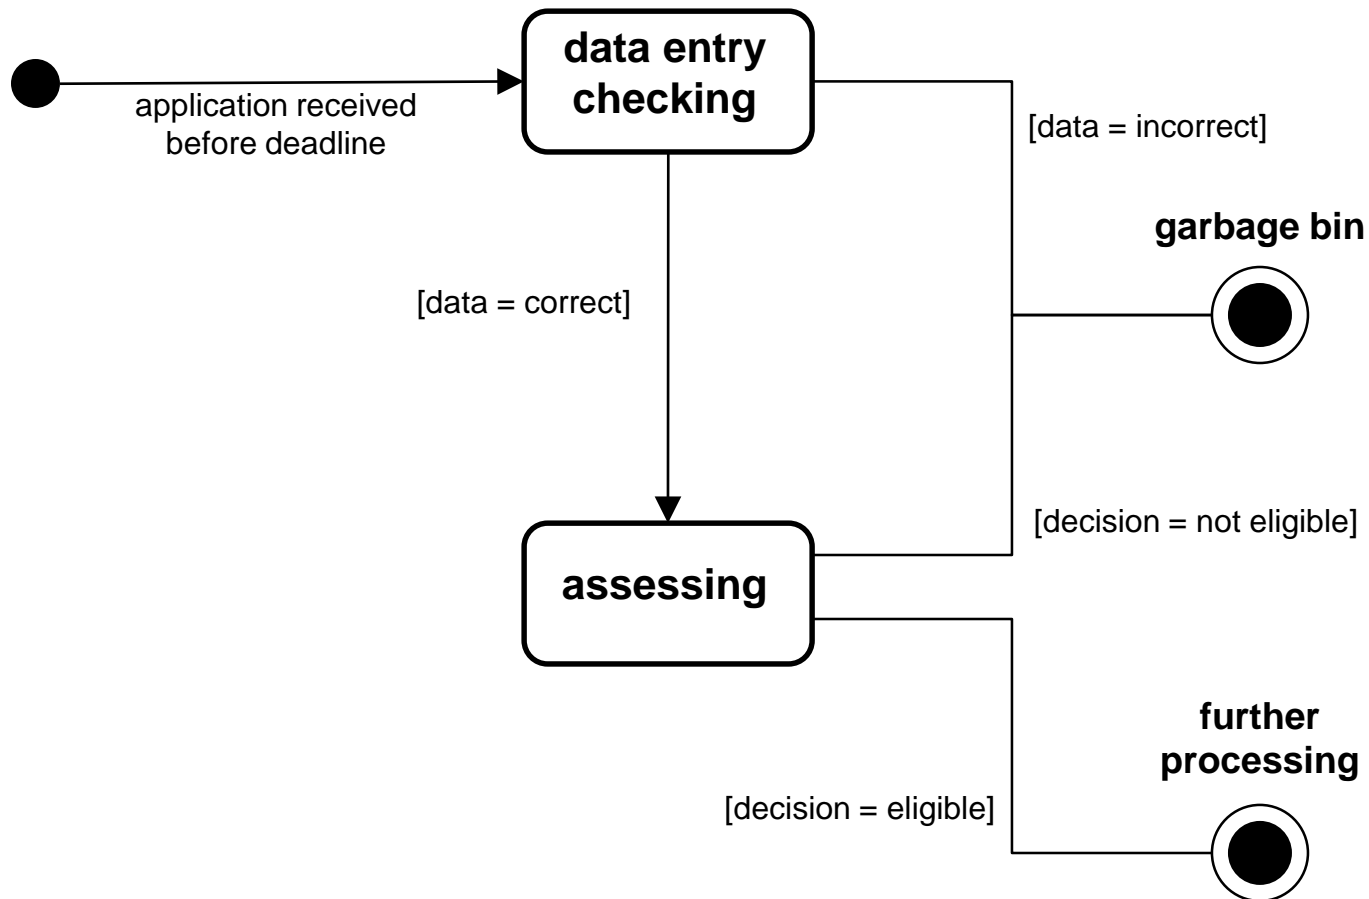 data entry
checking
application received
before deadline
[data = incorrect]
garbage bin
[data = correct]
[decision = not eligible]
assessing
further
processing
[decision = eligible]